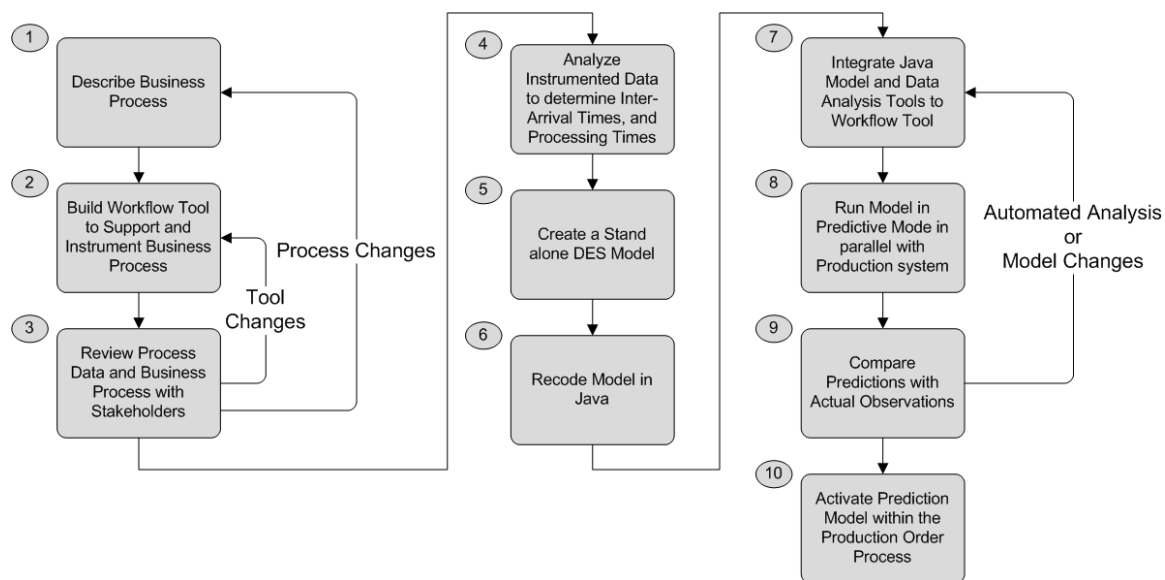 1
Describe Business
Process
2
Build Workflow Tool
to Support and
Instrument Business
Process
3
Review Process
Data and Business
Process with
Stakeholders
Tool
Changes
Process Changes
4
Analyze
Instrumented Data
to determine Inter-
Arrival Times, and
Processing Times
5
Create a Stand
alone DES Model
6
Recode Model in
Java
7
Integrate Java
Model and Data
Analysis Tools to
Workflow Tool
8
Run Model in
Predictive Mode in
parallel with
Production system
9
Compare
Predictions with
Actual Observations
10
Activate Prediction
Model within the
Production Order
Process
Automated Analysis
or
Model Changes